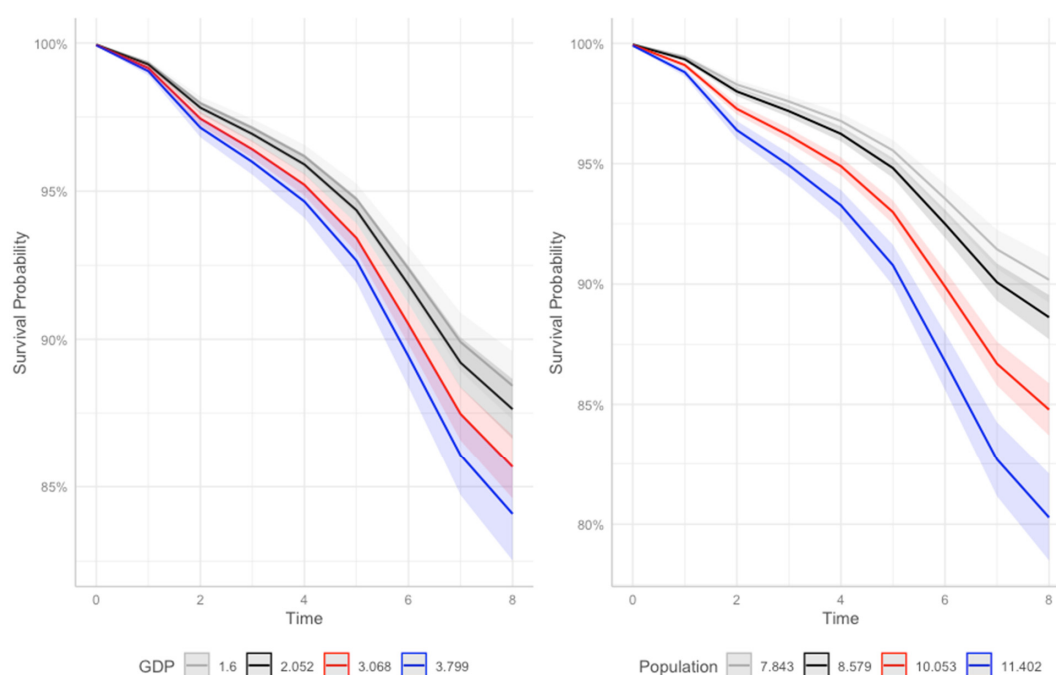 Survival Probability
100%
95%
90%
85%
0 2 4 6 8
Time
GDP 1.6 2.052 3.068 3.799
Survival Probability
100%
95%
90%
85%
80%
0 2 4 6 8
Time
Population 7.843 8.579 10.053 11.402